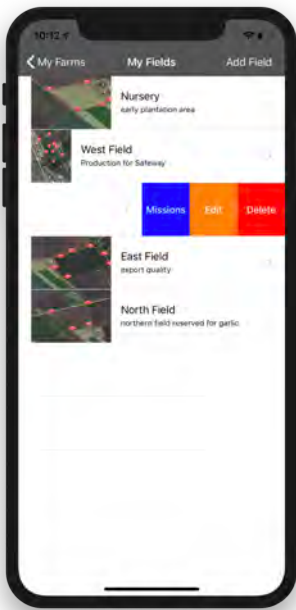 10:12
My Farms
My Fields
Add Field
Nursery
early plantation area
West Field
Production for Safeway
Missions
Edit
Delete
East Field
export quality
North Field
northern field reserved for garlic